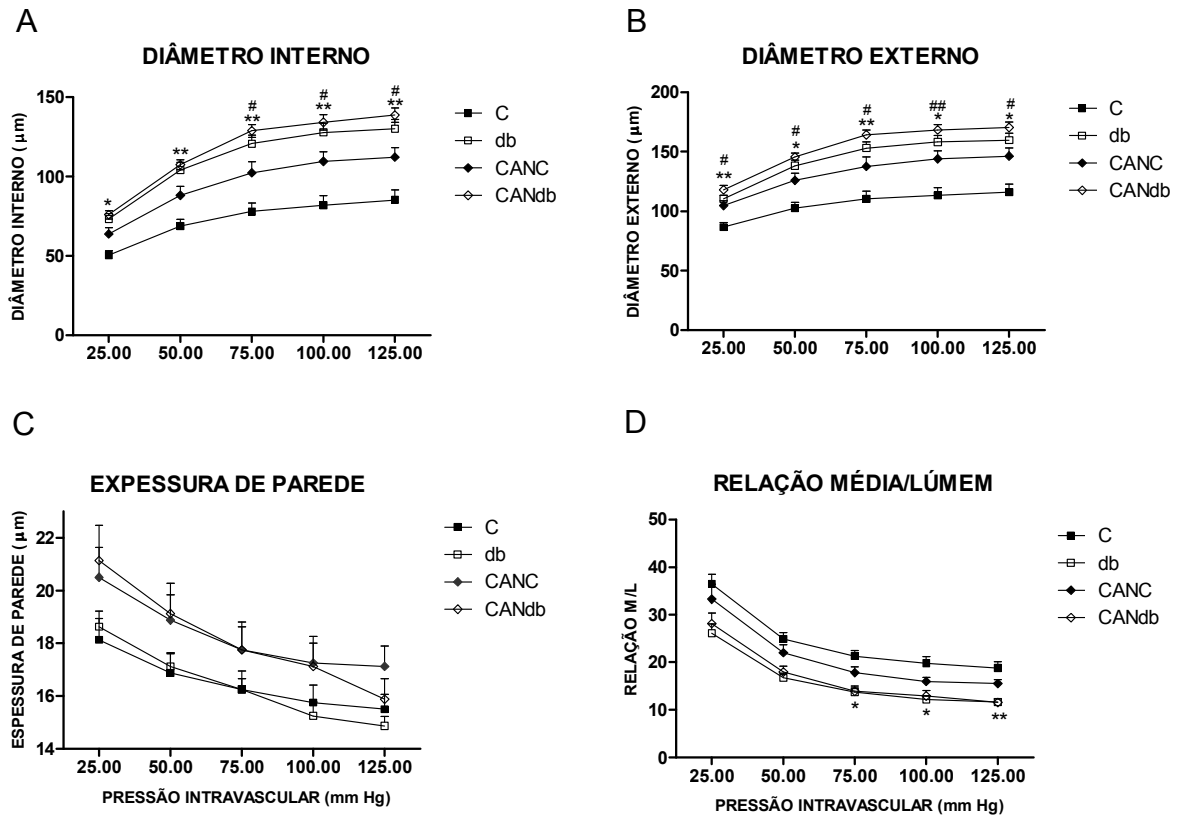 A
DIÂMETRO INTERNO
# # #
* ** ** ** **
DIÂMETRO INTERNO ( μm)
150
100
50
0
25.00 50.00 75.00 100.00 125.00
C
db
CANC
CANdb
B
DIÂMETRO EXTERNO
# # # ## #
** * ** * *
DIÂMETRO EXTERNO ( μm)
200
150
100
50
0
25.00 50.00 75.00 100.00 125.00
C
db
CANC
CANdb
C
EXPESSURA DE PAREDE
ESPESSURA DE PAREDE ( μm)
22
20
18
16
14
25.00 50.00 75.00 100.00 125.00
PRESSÃO INTRAVASCULAR (mm Hg)
C
db
CANC
CANdb
D
RELAÇÃO MÉDIA/LÚMEM
RELAÇÃO M/L
50
40
30
20
10
0
* * **
25.00 50.00 75.00 100.00 125.00
PRESSÃO INTRAVASCULAR (mm Hg)
C
db
CANC
CANdb